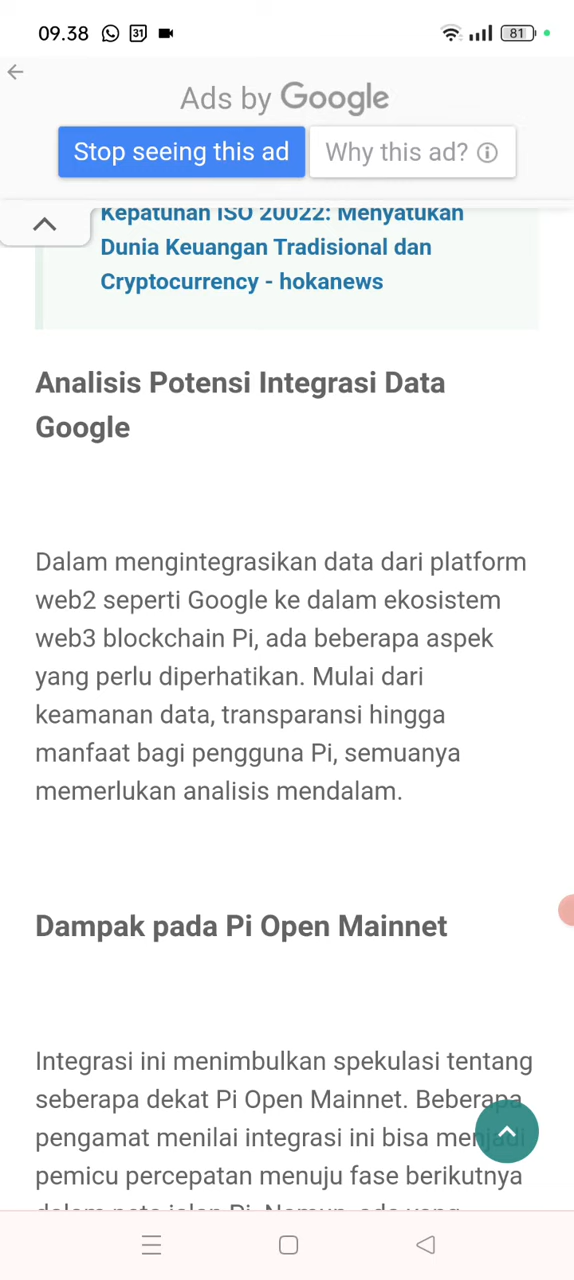 09.38
31
81
Ads by Google
Stop seeing this ad
Why this ad?
Kepatuhan ISO 20022: Menyatukan
Dunia Keuangan Tradisional dan
Cryptocurrency - hokanews
Analisis Potensi Integrasi Data
Google
Dalam mengintegrasikan data dari platform
web2 seperti Google ke dalam ekosistem
web3 blockchain Pi, ada beberapa aspek
yang perlu diperhatikan. Mulai dari
keamanan data, transparansi hingga
manfaat bagi pengguna Pi, semuanya
memerlukan analisis mendalam.
Dampak pada Pi Open Mainnet
Integrasi ini menimbulkan spekulasi tentang
seberapa dekat Pi Open Mainnet. Beberapa
pengamat menilai integrasi ini bisa menjadi
pemicu percepatan menuju fase berikutnya